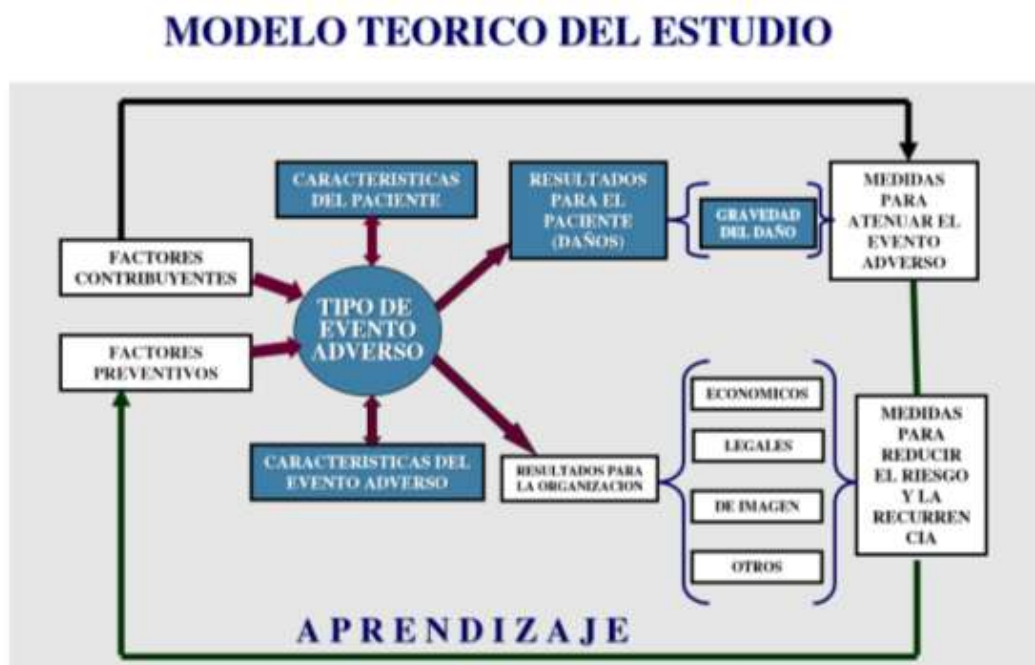 MODELO TEORICO DEL ESTUDIO
CARACTERISTICAS
DEL PACIENTE
RESULTADOS
PARA EL
PACIENTE
(DAÑOS)
GRAVEDAD
DEL DAÑO
MEDIDAS
PARA
ATENUAR EL
EVENTO
ADVERSO
FACTORES
CONTRIBUYENTES
TIPO DE
EVENTO
ADVERSO
FACTORES
PREVENTIVOS
CARACTERISTICAS DEL
EVENTO ADVERSO
RESULTADOS PARA
LA ORGANIZACION
ECONOMICOS
LEGALES
DE IMAGEN
OTROS
MEDIDAS
PARA
REDUCIR
EL RIESGO
Y LA
RECURREN
CIA
APRENDIZAJE